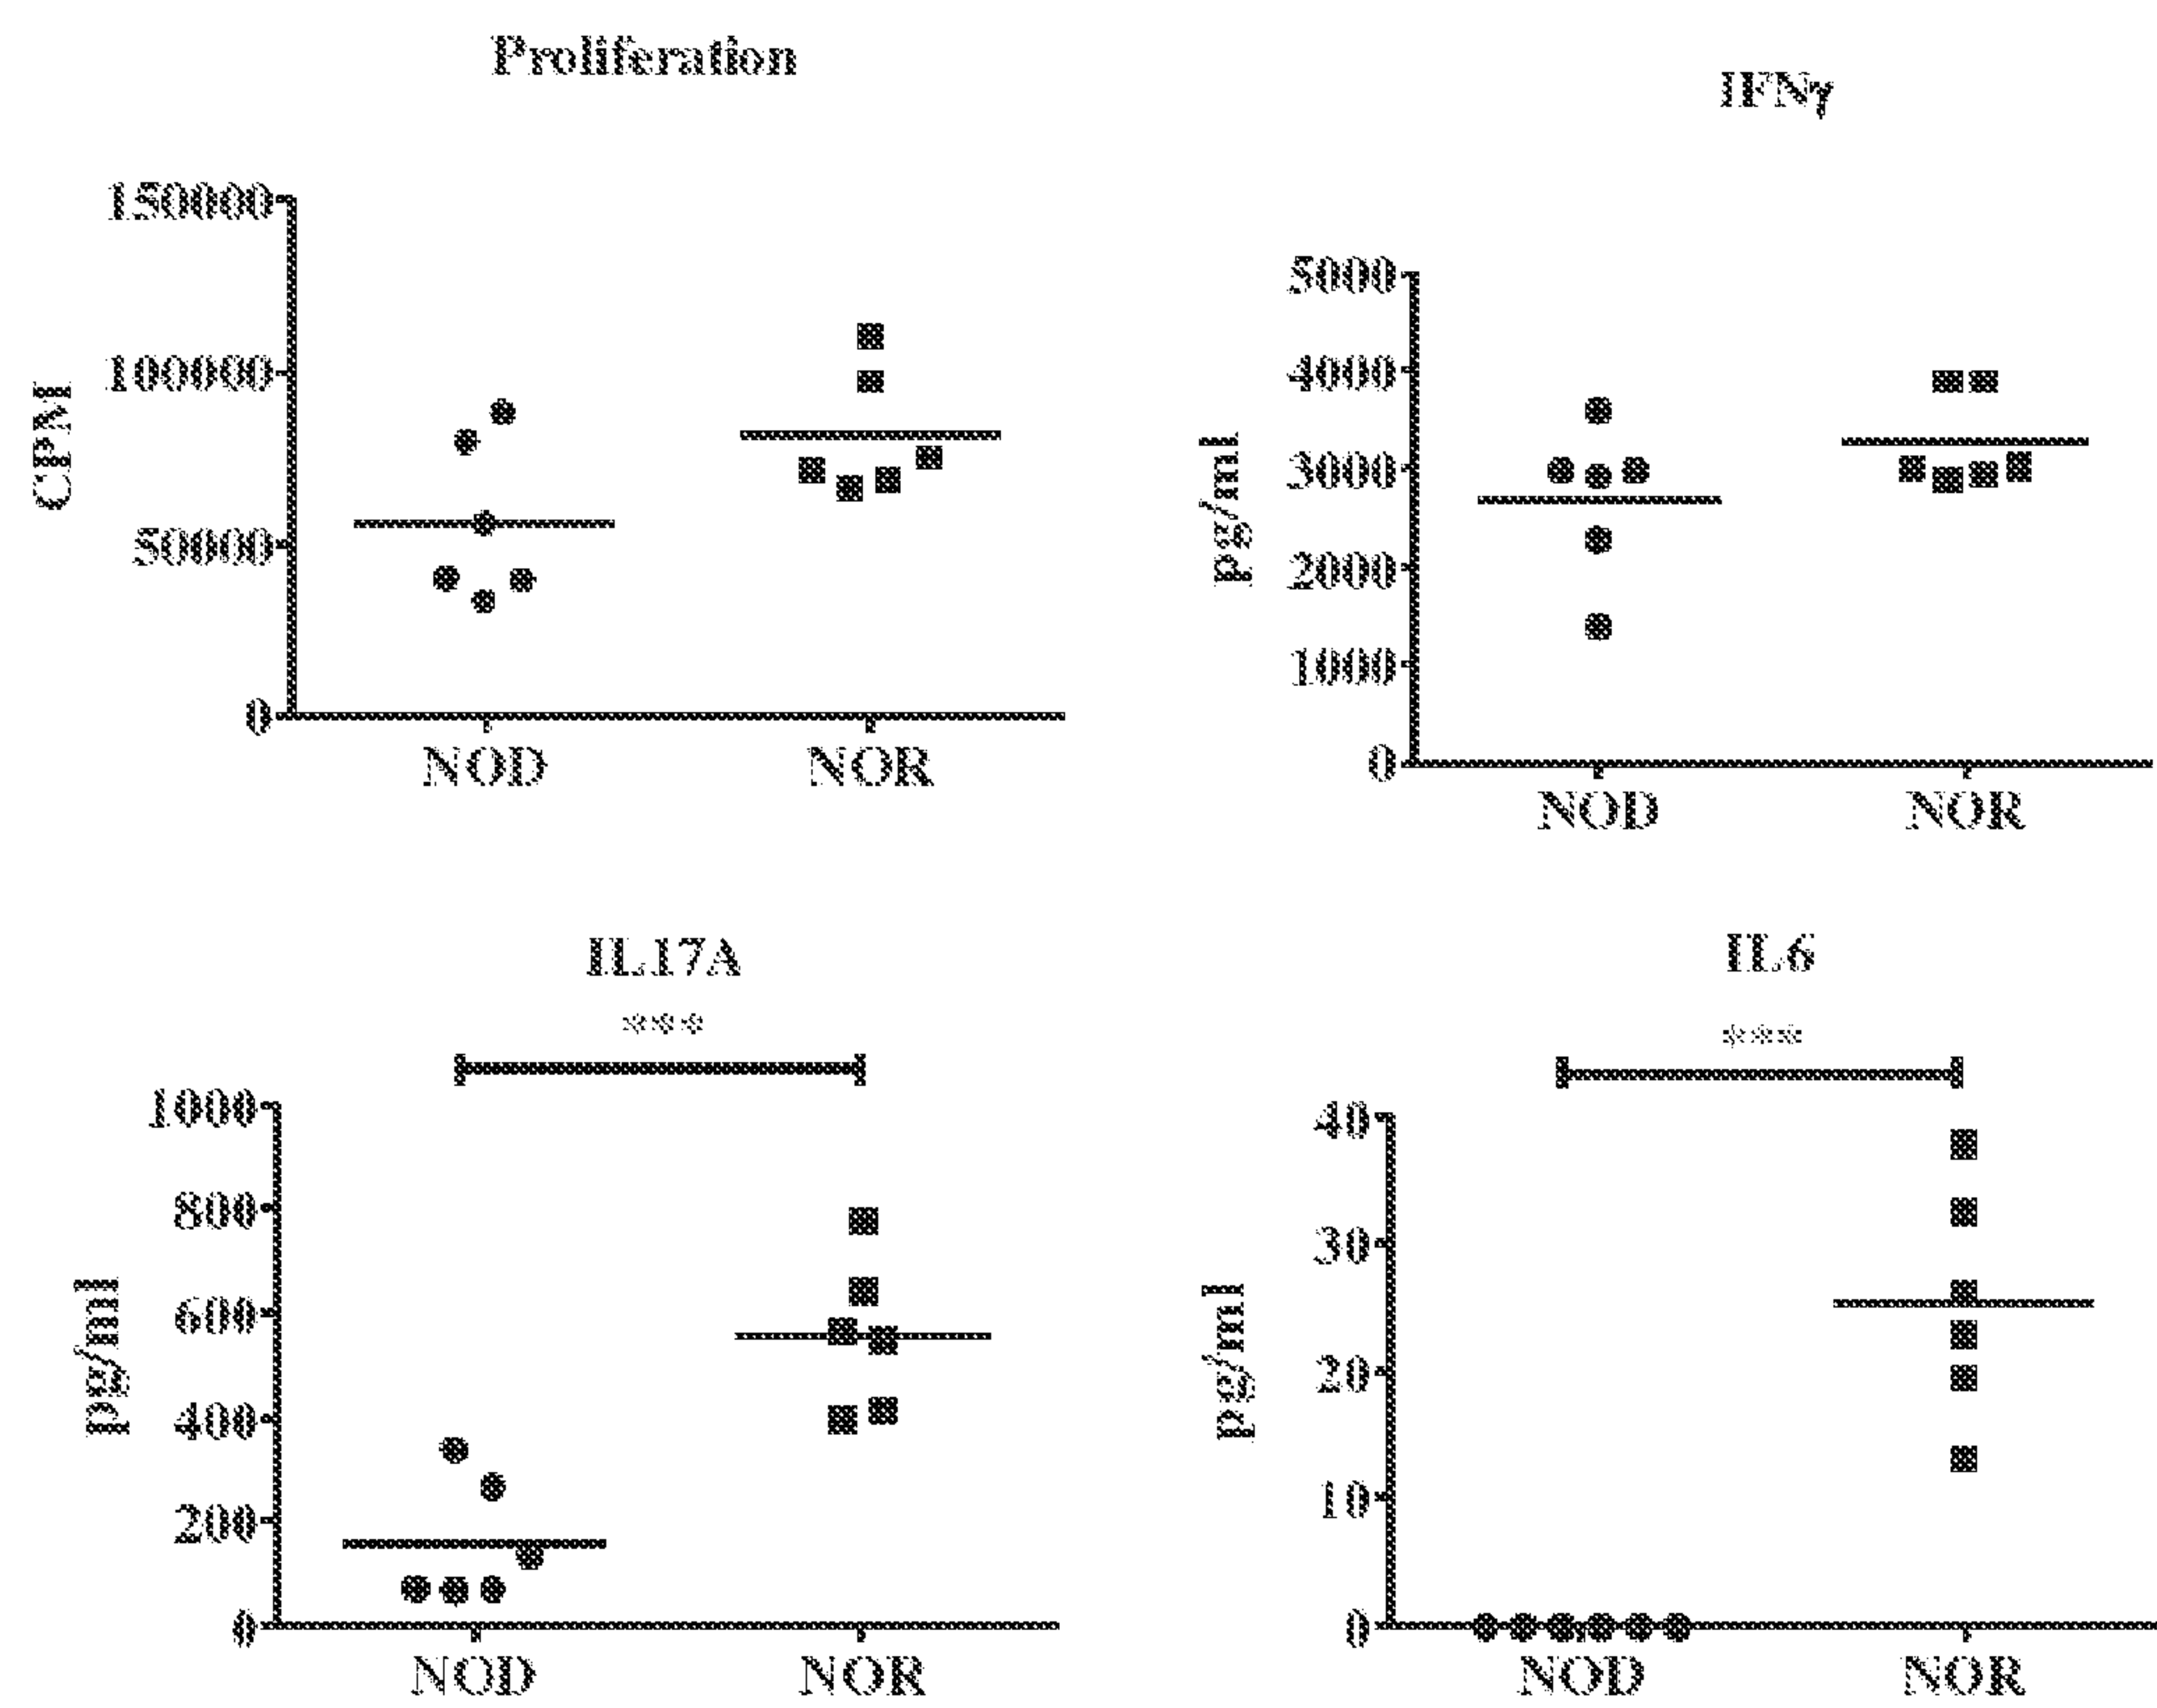 Proliferation
150000
100000
50000
0
CPM
NOD NOR
IFNγ
5000
4000
3000
2000
1000
0
pg/ml
NOD NOR
IL17A
***
1000
800
600
400
200
0
pg/ml
NOD NOR
IL6
***
40
30
20
10
0
pg/ml
NOD NOR